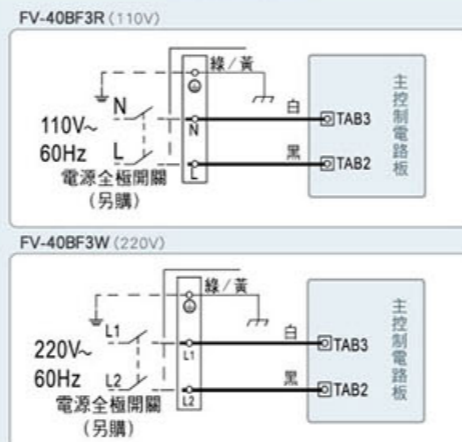 FV-40BF3R (110V)
綠/黃
N
白
TAB3
110V~
60Hz
N
L
黑
TAB2
L
電源全極開關
(另購)
主控制電路板
FV-40BF3W (220V)
綠/黃
L1
白
TAB3
220V~
60Hz
L1
L2
黑
TAB2
L2
電源全極開關
(另購)
主控制電路板